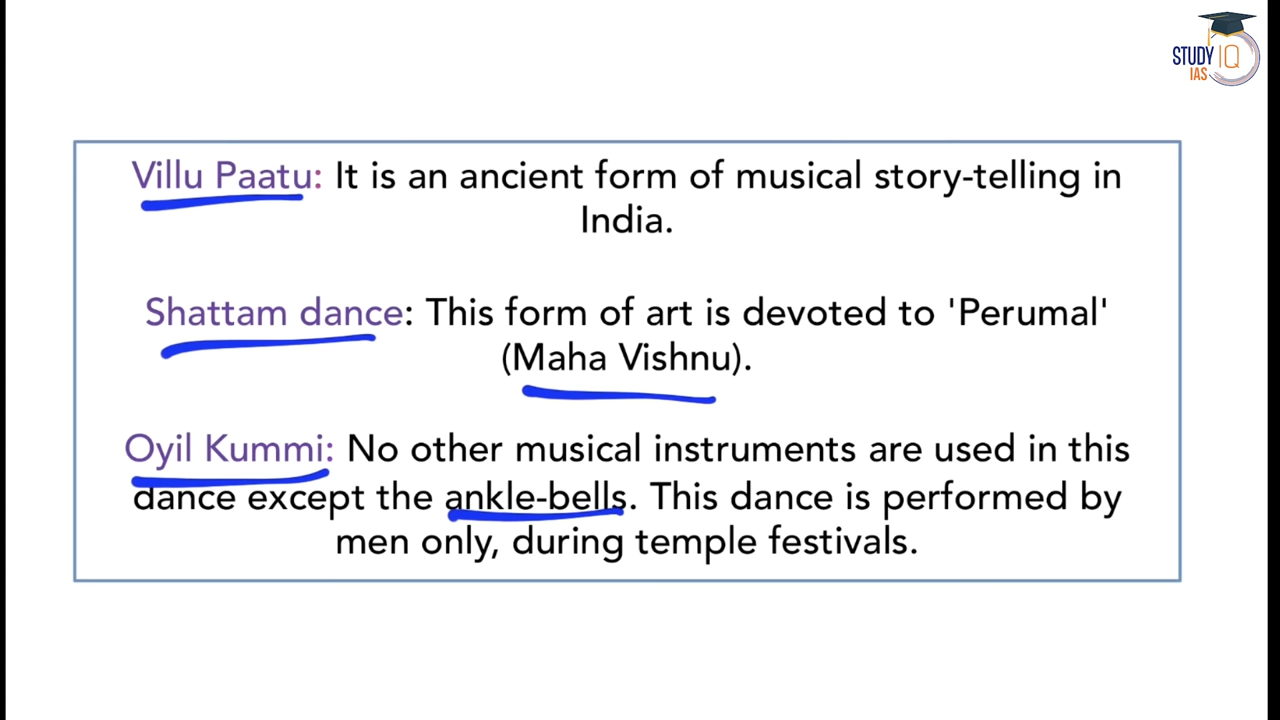 STUDY IQ
IAS
Villu Paatu: It is an ancient form of musical story-telling in
India.
Shattam dance: This form of art is devoted to 'Perumal'
(Maha Vishnu).
Oyil Kummi: No other musical instruments are used in this
dance except the ankle-bells. This dance is performed by
men only, during temple festivals.